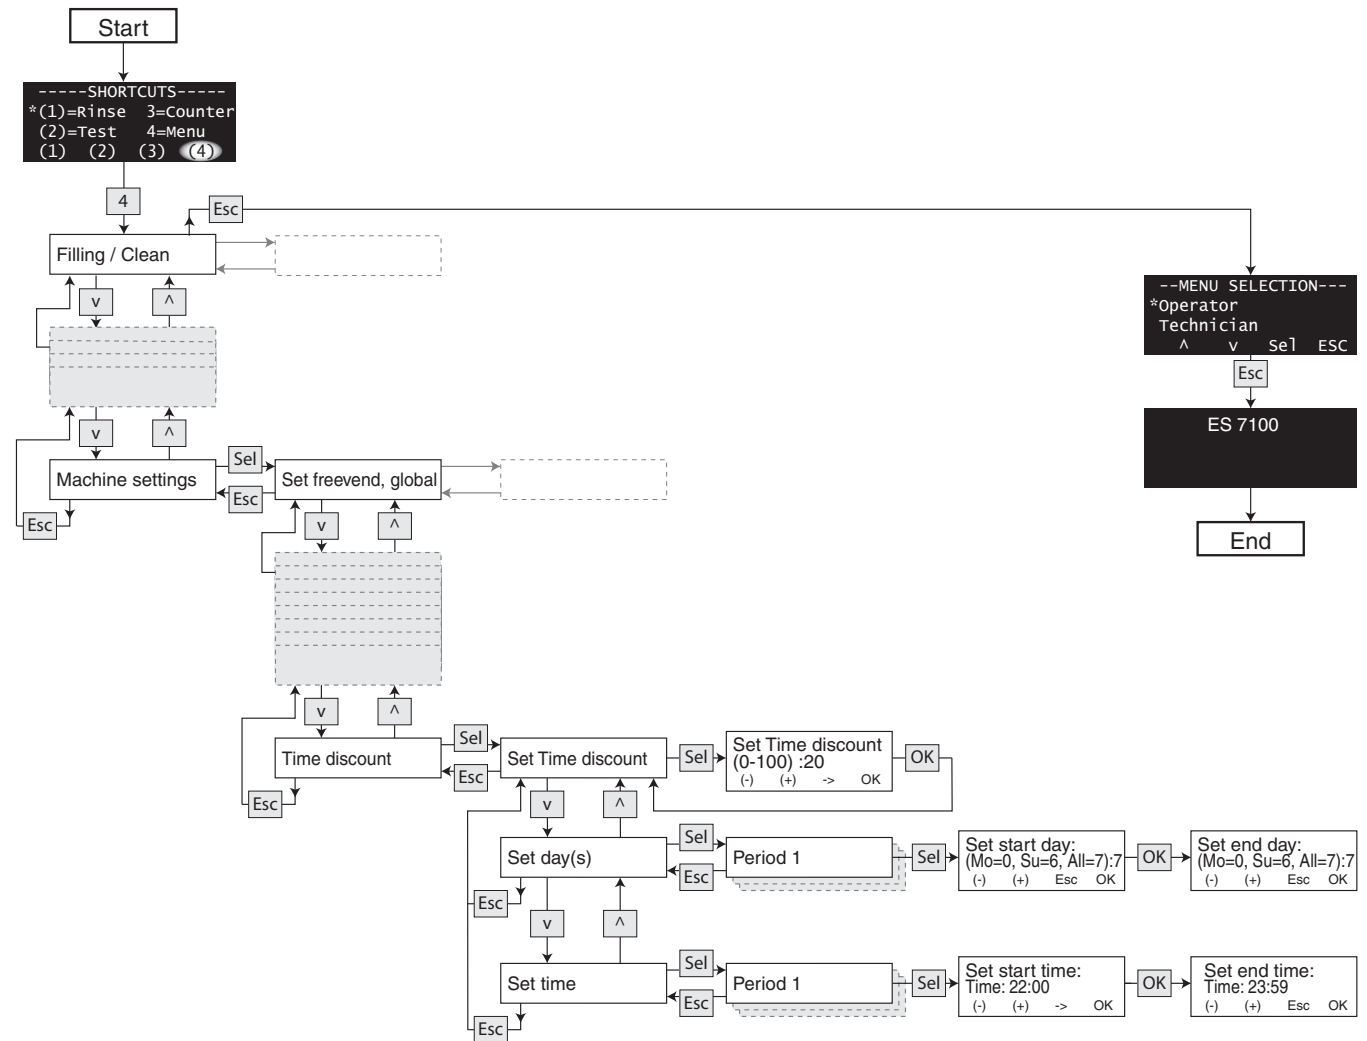 Start
-----SHORTCUTS-----
*(1)=Rinse 3=Counter
(2)=Test 4=Menu
(1) (2) (3) (4)
4
Esc
Filling / Clean
v ^
--MENU SELECTION---
*Operator
Technician
^ v Sel ESC
Esc
ES 7100
End
v ^
Machine settings
Sel
Esc
Set freevend, global
Esc
v ^
v ^
Time discount
Sel
Esc
Set Time discount
Sel
Set Time discount
(0-100) :20
(-) (+) -> OK
OK
Esc
v ^
Set day(s)
Sel
Esc
Period 1
Sel
Set start day:
(Mo=0, Su=6, All=7):7
(-) (+) Esc OK
OK
Set end day:
(Mo=0, Su=6, All=7):7
(-) (+) Esc OK
Esc
v ^
Set time
Sel
Esc
Period 1
Sel
Set start time:
Time: 22:00
(-) (+) -> OK
OK
Set end time:
Time: 23:59
(-) (+) Esc OK
Esc